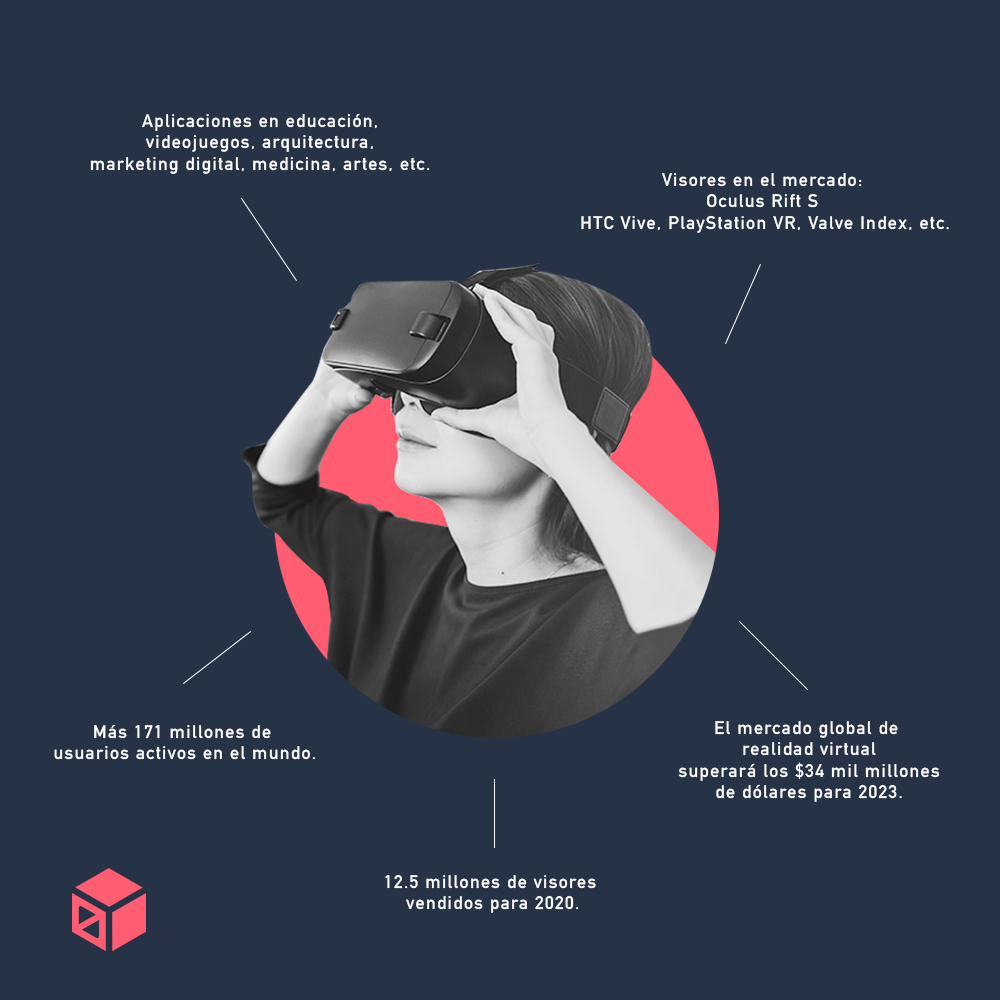 Aplicaciones en educación,
videojuegos, arquitectura,
marketing digital, medicina, artes, etc.
Visores en el mercado:
Oculus Rift S
HTC Vive, PlayStation VR, Valve Index, etc.
Más 171 millones de
usuarios activos en el mundo.
El mercado global de
realidad virtual
superará los $34 mil millones
de dólares para 2023.
12.5 millones de visores
vendidos para 2020.